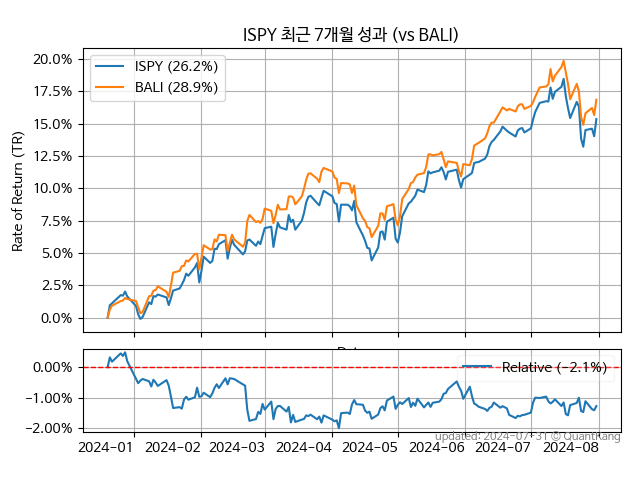 ISPY 최근 7개월 성과 (vs BALI)
20.0%
17.5%
15.0%
12.5%
10.0%
7.5%
5.0%
2.5%
0.0%
Rate of Return (TR)
ISPY (26.2%)
BALI (28.9%)
0.00%
−1.00%
−2.00%
Relative (−2.1%)
2024−01 2024−02 2024−03 2024−04 2024−05 2024−06 2024−07 2024−08
updated: 2024−07−31 © QuantKang